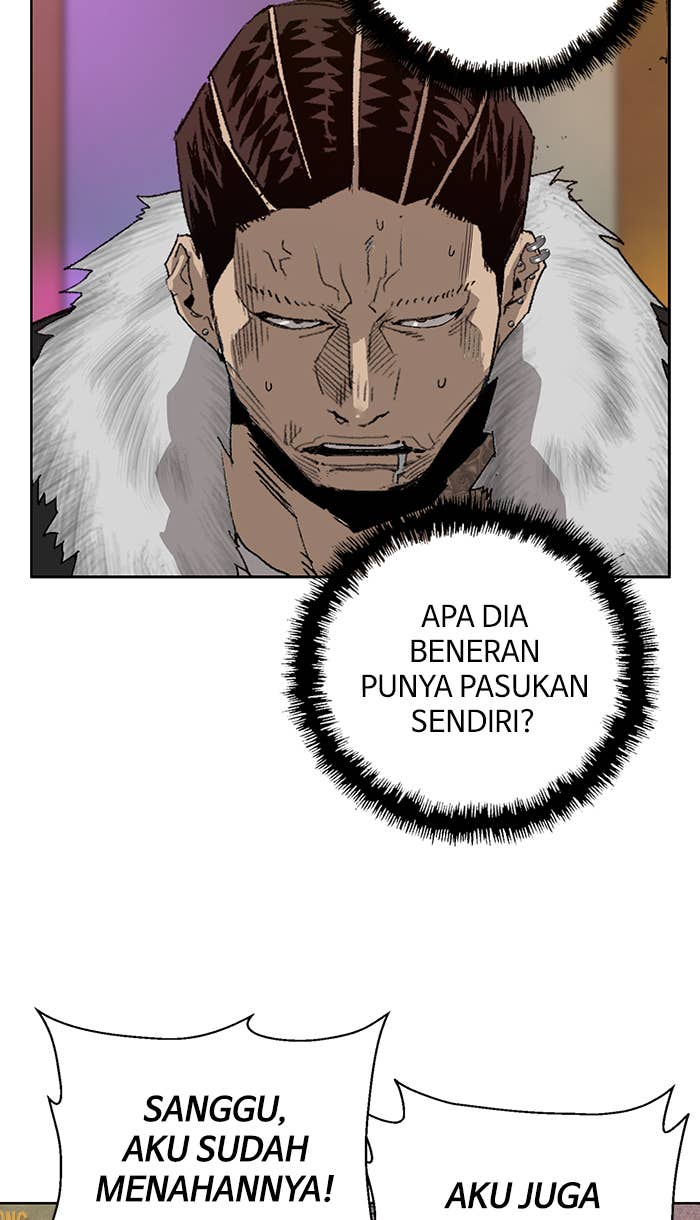 APA DIA
BENERAN
PUNYA PASUKAN
SENDIRI?
SANGGU,
AKU SUDAH
MENAHANNYA!
AKU JUGA